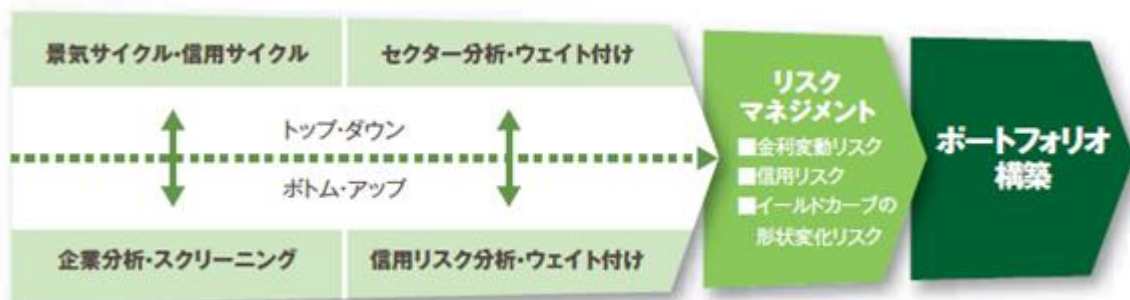 景気サイクル・信用サイクル
セクター分析・ウェイト付け
トップ・ダウン
ボトム・アップ
企業分析・スクリーニング
信用リスク分析・ウェイト付け
リスク
マネジメント
■金利変動リスク
■信用リスク
■イールドカーブの
形状変化リスク
ポートフォリオ
構築